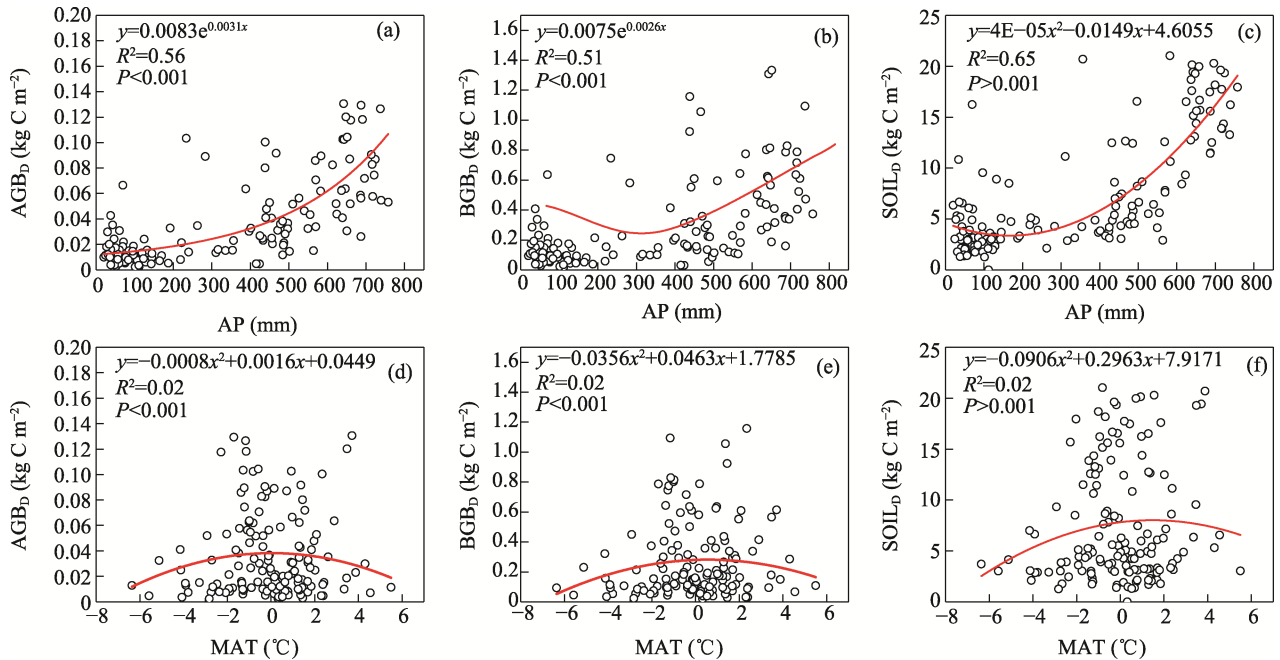 y=0.0083e^0.0031x
R²=0.56
P<0.001
(a)
0.20
0.18
0.16
0.14
0.12
0.10
0.08
0.06
0.04
0.02
0
AGB_D (kg C m⁻²)
0 100 200 300 400 500 600 700 800
AP (mm)
y=0.0075e^0.0026x
R²=0.51
P<0.001
(b)
1.6
1.4
1.2
1.0
0.8
0.6
0.4
0.2
0
BGB_D (kg C m⁻²)
0 100 200 300 400 500 600 700 800
AP (mm)
y=4E−05x²−0.0149x+4.6055
R²=0.65
P>0.001
(c)
25
20
15
10
5
0
SOIL_D (kg C m⁻²)
0 100 200 300 400 500 600 700 800
AP (mm)
y=−0.0008x²+0.0016x+0.0449
R²=0.02
P<0.001
(d)
0.20
0.18
0.16
0.14
0.12
0.10
0.08
0.06
0.04
0.02
0
AGB_D (kg C m⁻²)
−8 −6 −4 −2 0 2 4 6
MAT (℃)
y=−0.0356x²+0.0463x+1.7785
R²=0.02
P<0.001
(e)
1.6
1.4
1.2
1.0
0.8
0.6
0.4
0.2
0
BGB_D (kg C m⁻²)
−8 −6 −4 −2 0 2 4 6
MAT (℃)
y=−0.0906x²+0.2963x+7.9171
R²=0.02
P>0.001
(f)
25
20
15
10
5
0
SOIL_D (kg C m⁻²)
−8 −6 −4 −2 0 2 4 6
MAT (℃)